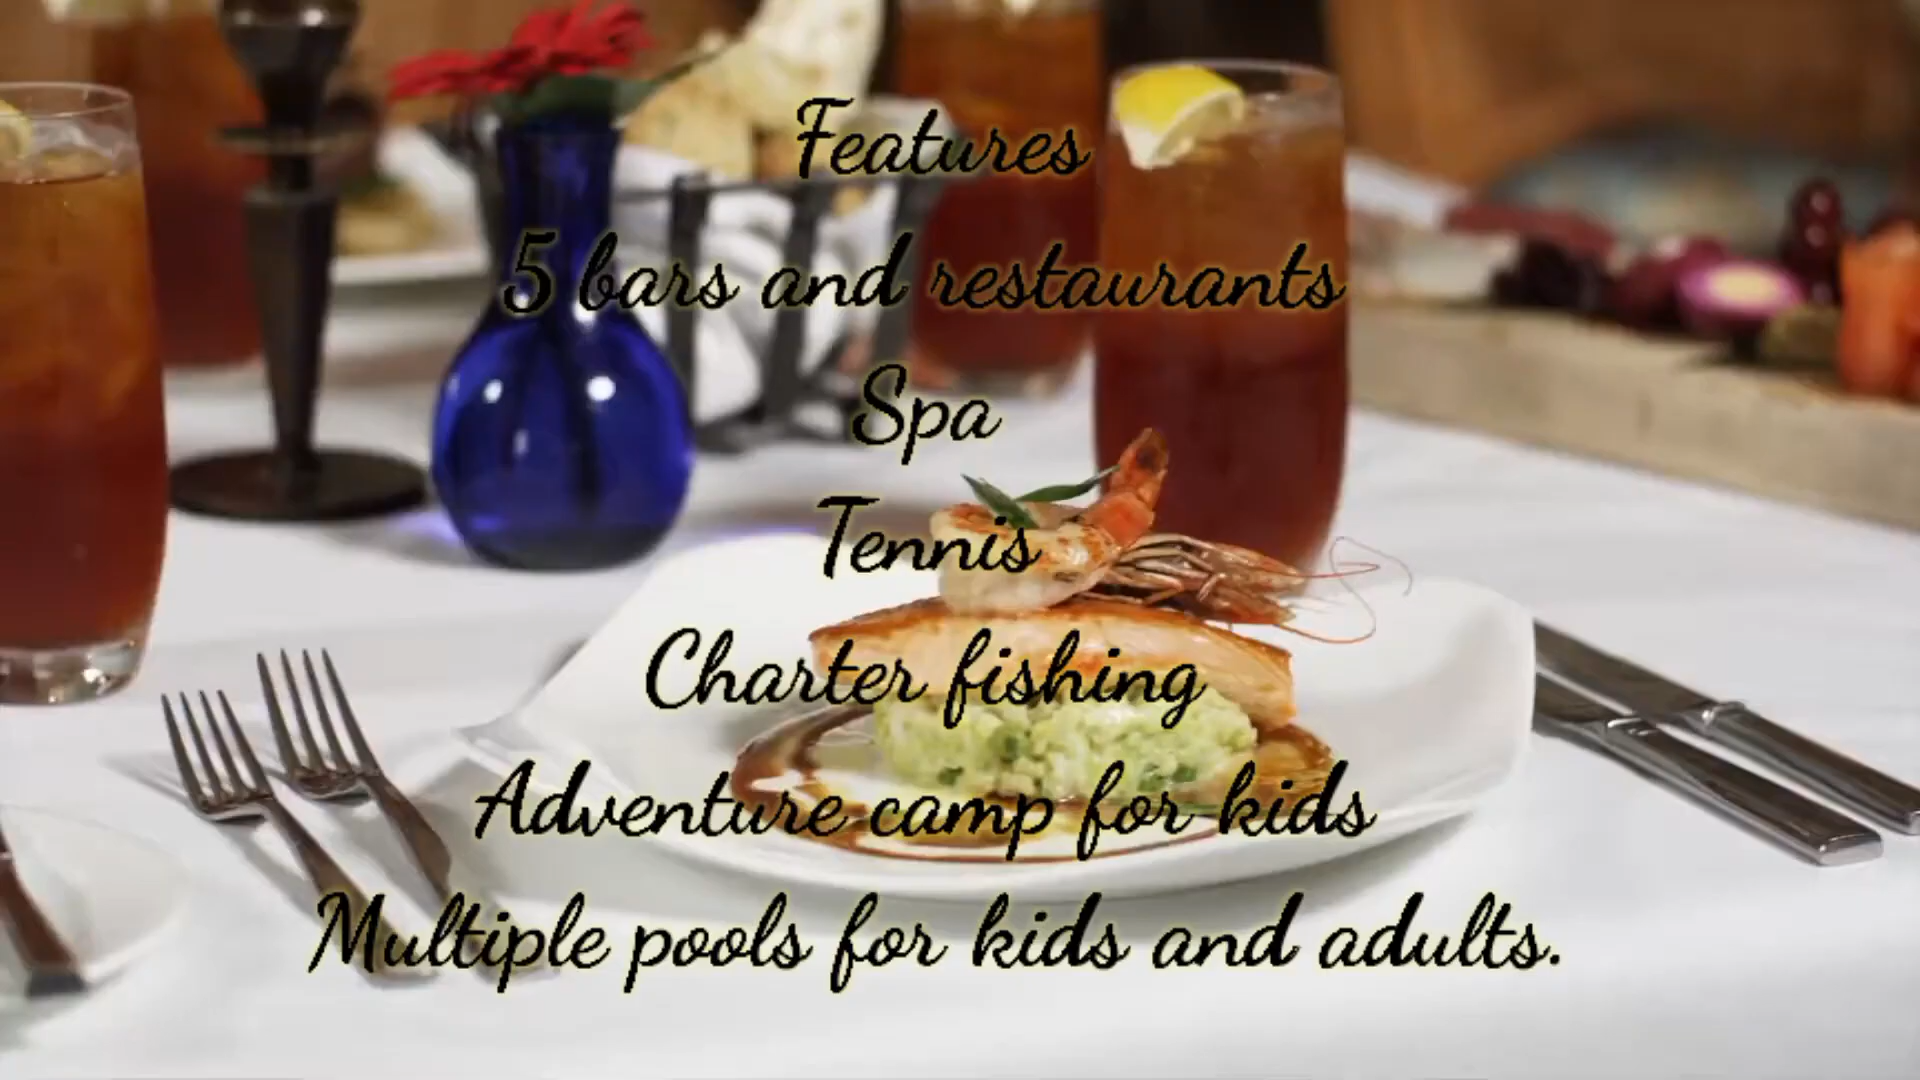 Features
5 bars and restaurants
Spa
Tennis
Charter fishing
Adventure camp for kids
Multiple pools for kids and adults.